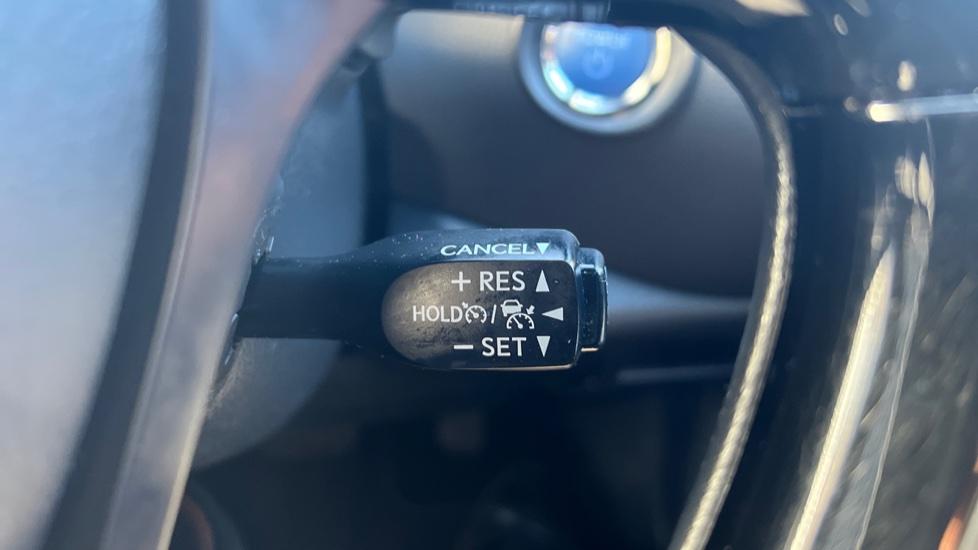 CANCEL▼
+ RES ▲
HOLD / ◀
− SET ▼